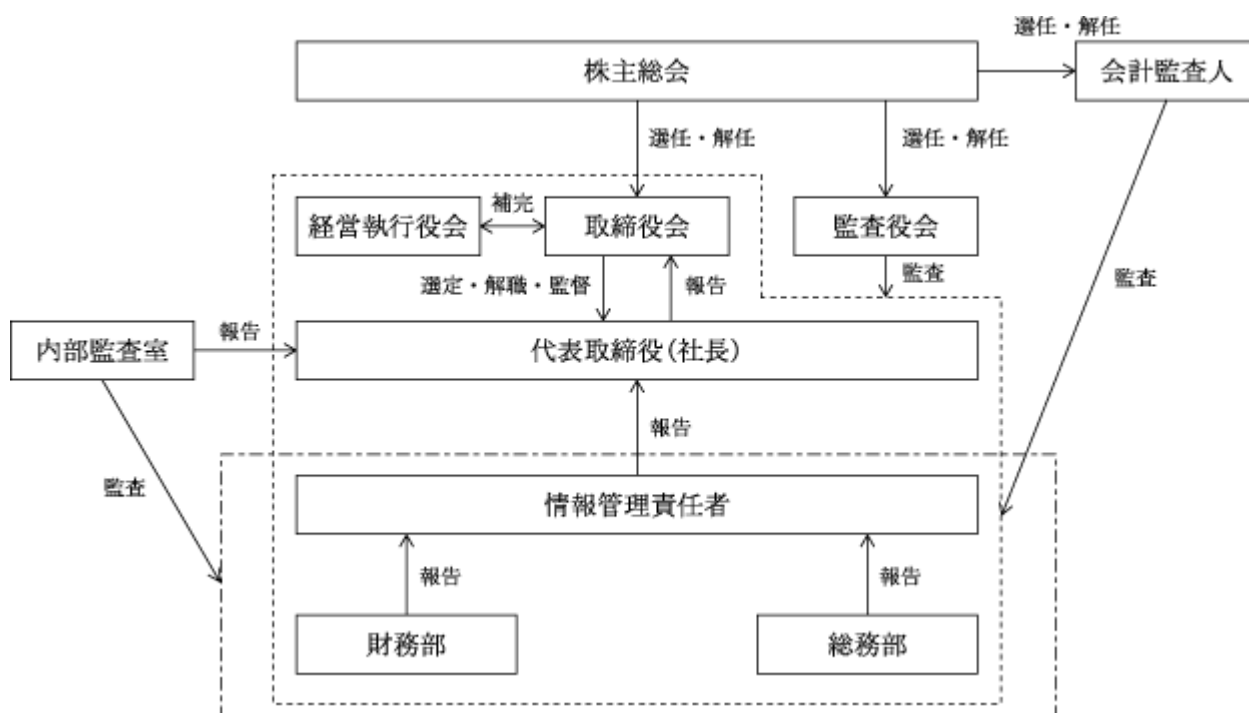 選任・解任
株主総会
会計監査人
選任・解任
選任・解任
経営執行役会
補完
取締役会
監査役会
選定・解職・監督
報告
監査
監査
内部監査室
報告
代表取締役(社長)
報告
監査
情報管理責任者
報告
報告
財務部
総務部